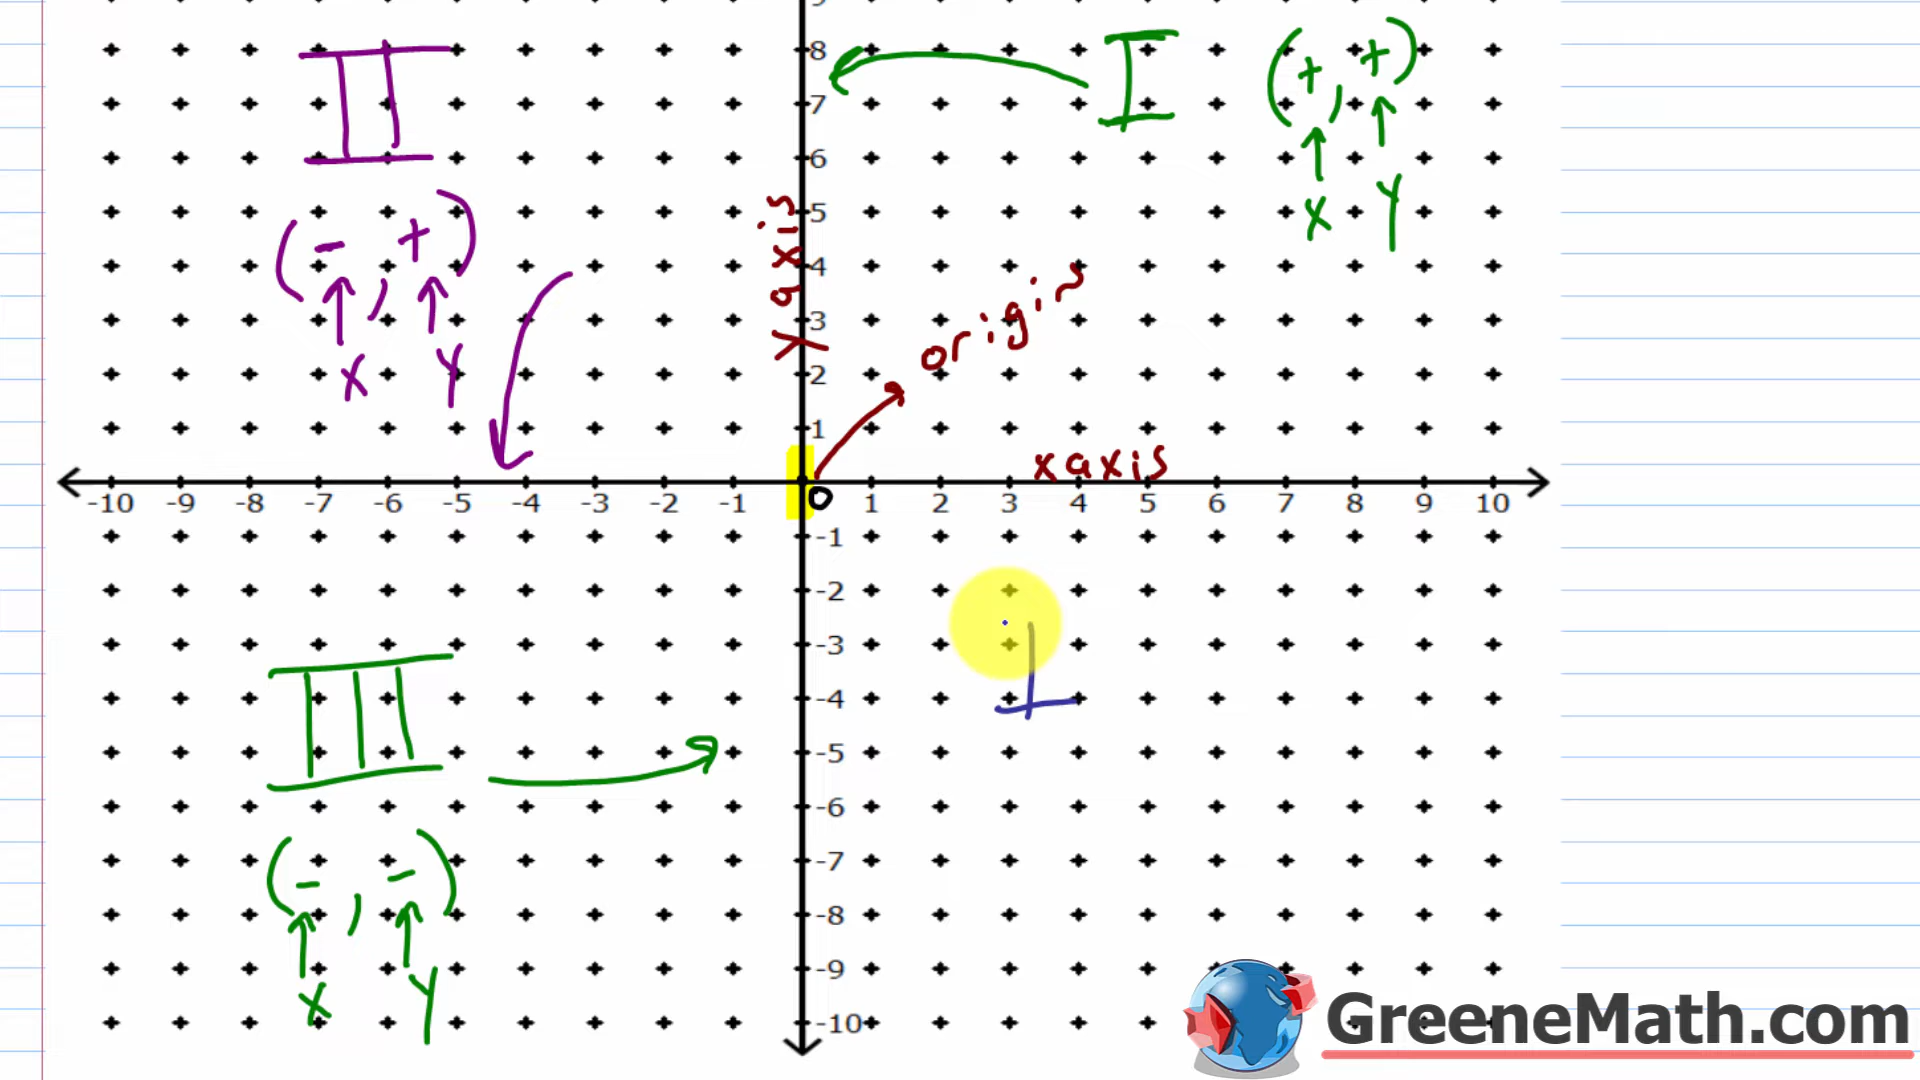 9
8
7
6
5
4
3
2
1
-10 -9 -8 -7 -6 -5 -4 -3 -2 -1 0 1 2 3 4 5 6 7 8 9 10
-1
-2
-3
-4
-5
-6
-7
-8
-9
-10
II
(-, +)
X Y
I (+, +)
X Y
y axis
origin
x axis
III
(-, -)
X Y
GreeneMath.com